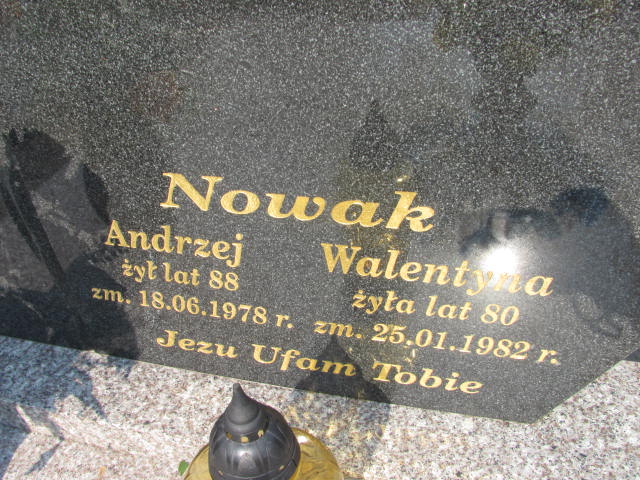 Nowak
Andrzej
żył lat 88
zm. 18.06.1978 r.
Walentyna
żyła lat 80
zm. 25.01.1982 r.
Jezu Ufam Tobie